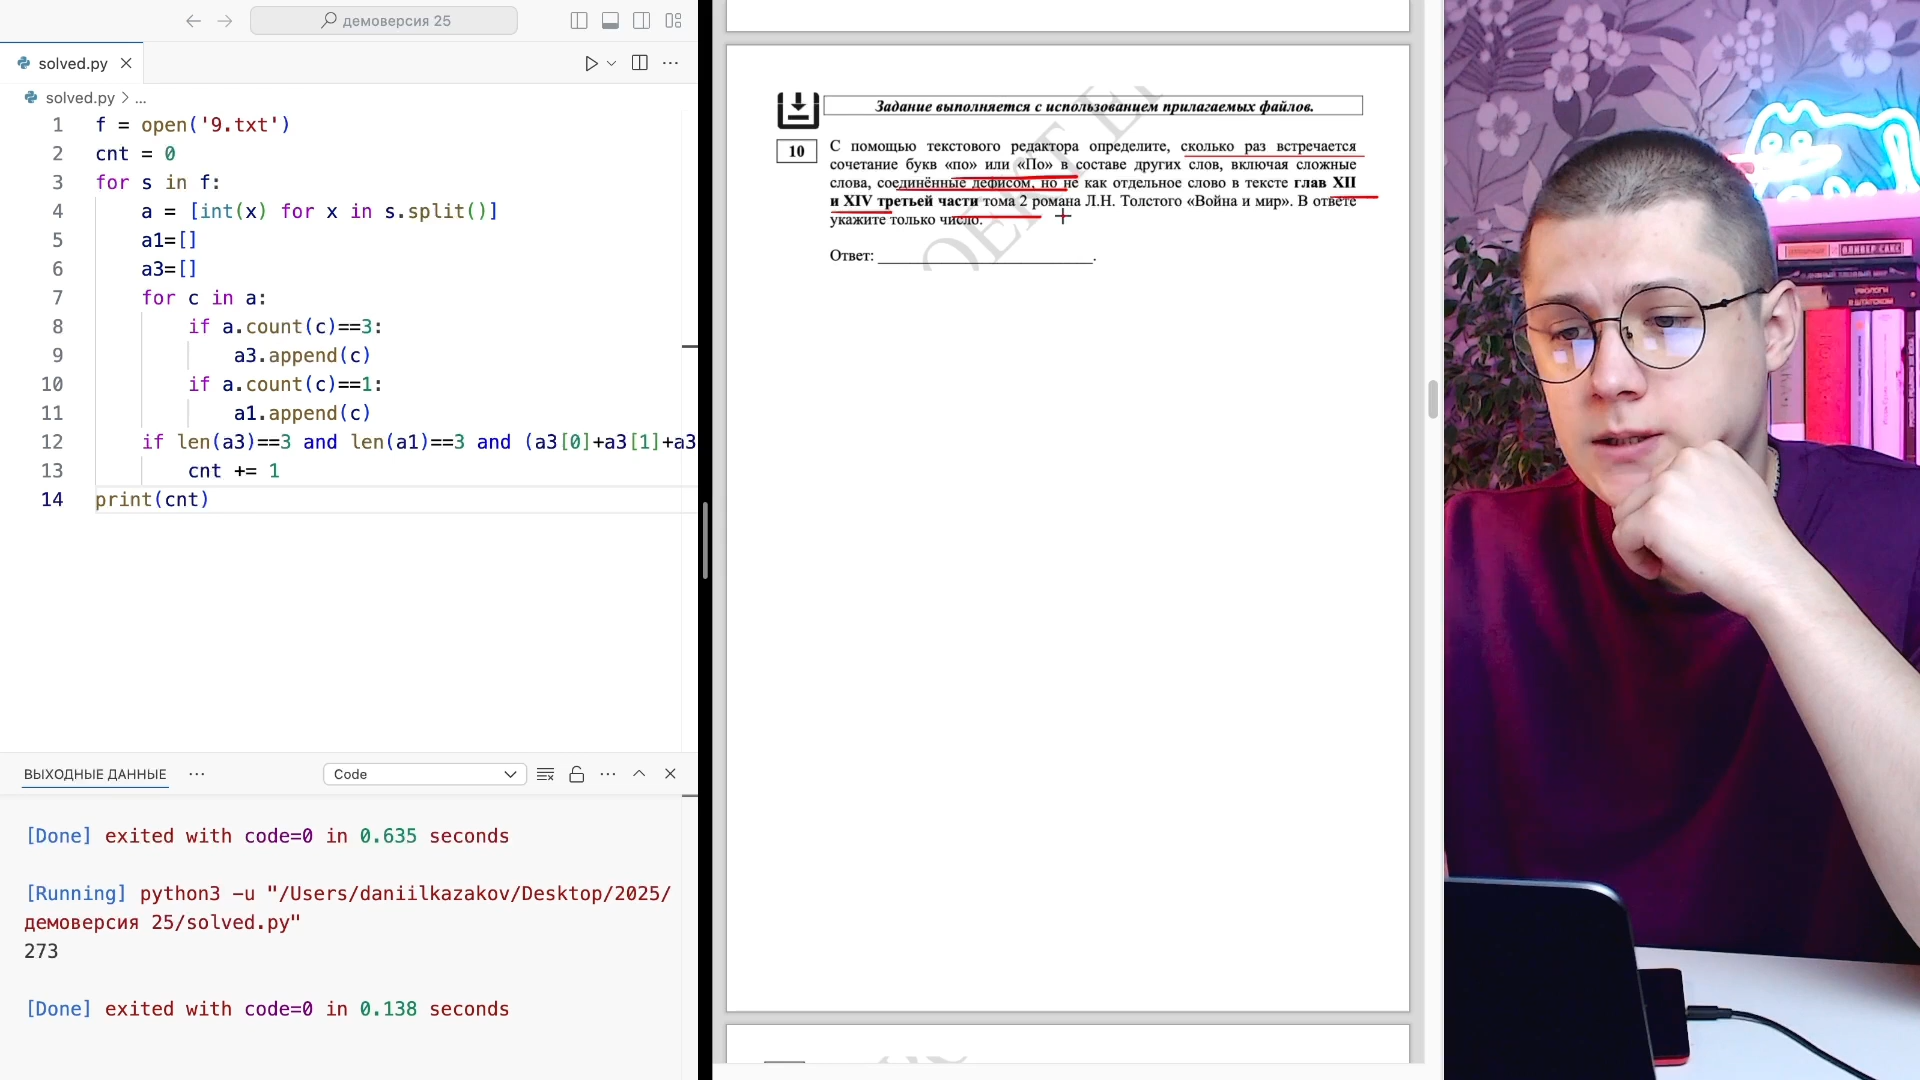 демоверсия 25
solved.py
solved.py > ...
1 f = open('9.txt')
2 cnt = 0
3 for s in f:
4 a = [int(x) for x in s.split()]
5 a1=[]
6 a3=[]
7 for c in a:
8 if a.count(c)==3:
9 a3.append(c)
10 if a.count(c)==1:
11 a1.append(c)
12 if len(a3)==3 and len(a1)==3 and (a3[0]+a3[1]+a3
13 cnt += 1
14 print(cnt)
ВЫХОДНЫЕ ДАННЫЕ
Code
[Done] exited with code=0 in 0.635 seconds
[Running] python3 -u "/Users/daniilkazakov/Desktop/2025/
демоверсия 25/solved.py"
273
[Done] exited with code=0 in 0.138 seconds
Задание выполняется с использованием прилагаемых файлов.
10
С помощью текстового редактора определите, сколько раз встречается
сочетание букв «по» или «По» в составе других слов, включая сложные
слова, соединённые дефисом, но не как отдельное слово в тексте глав XII
и XIV третьей части тома 2 романа Л.Н. Толстого «Война и мир». В ответе
укажите только число.
Ответ: ___________________________.
ОЛИВЕР САКС